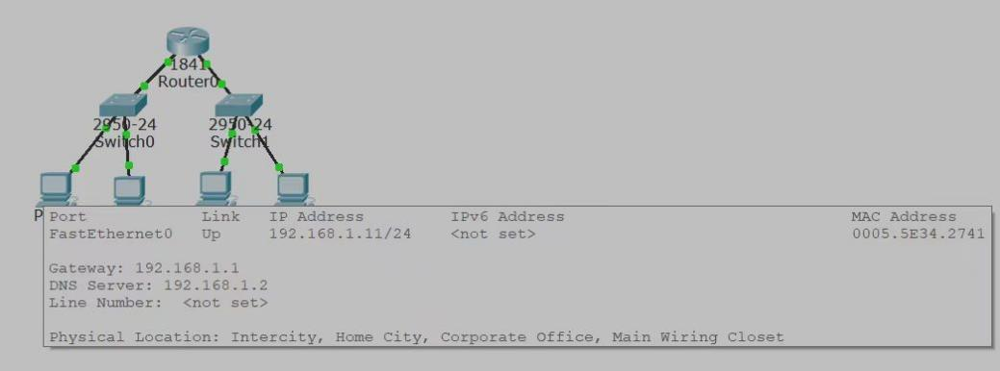 1841
Router0
2950-24
Switch0
2950-24
Switch1
P
Port Link IP Address IPv6 Address MAC Address
FastEthernet0 Up 192.168.1.11/24 <not set> 0005.5E34.2741
Gateway: 192.168.1.1
DNS Server: 192.168.1.2
Line Number: <not set>
Physical Location: Intercity, Home City, Corporate Office, Main Wiring Closet